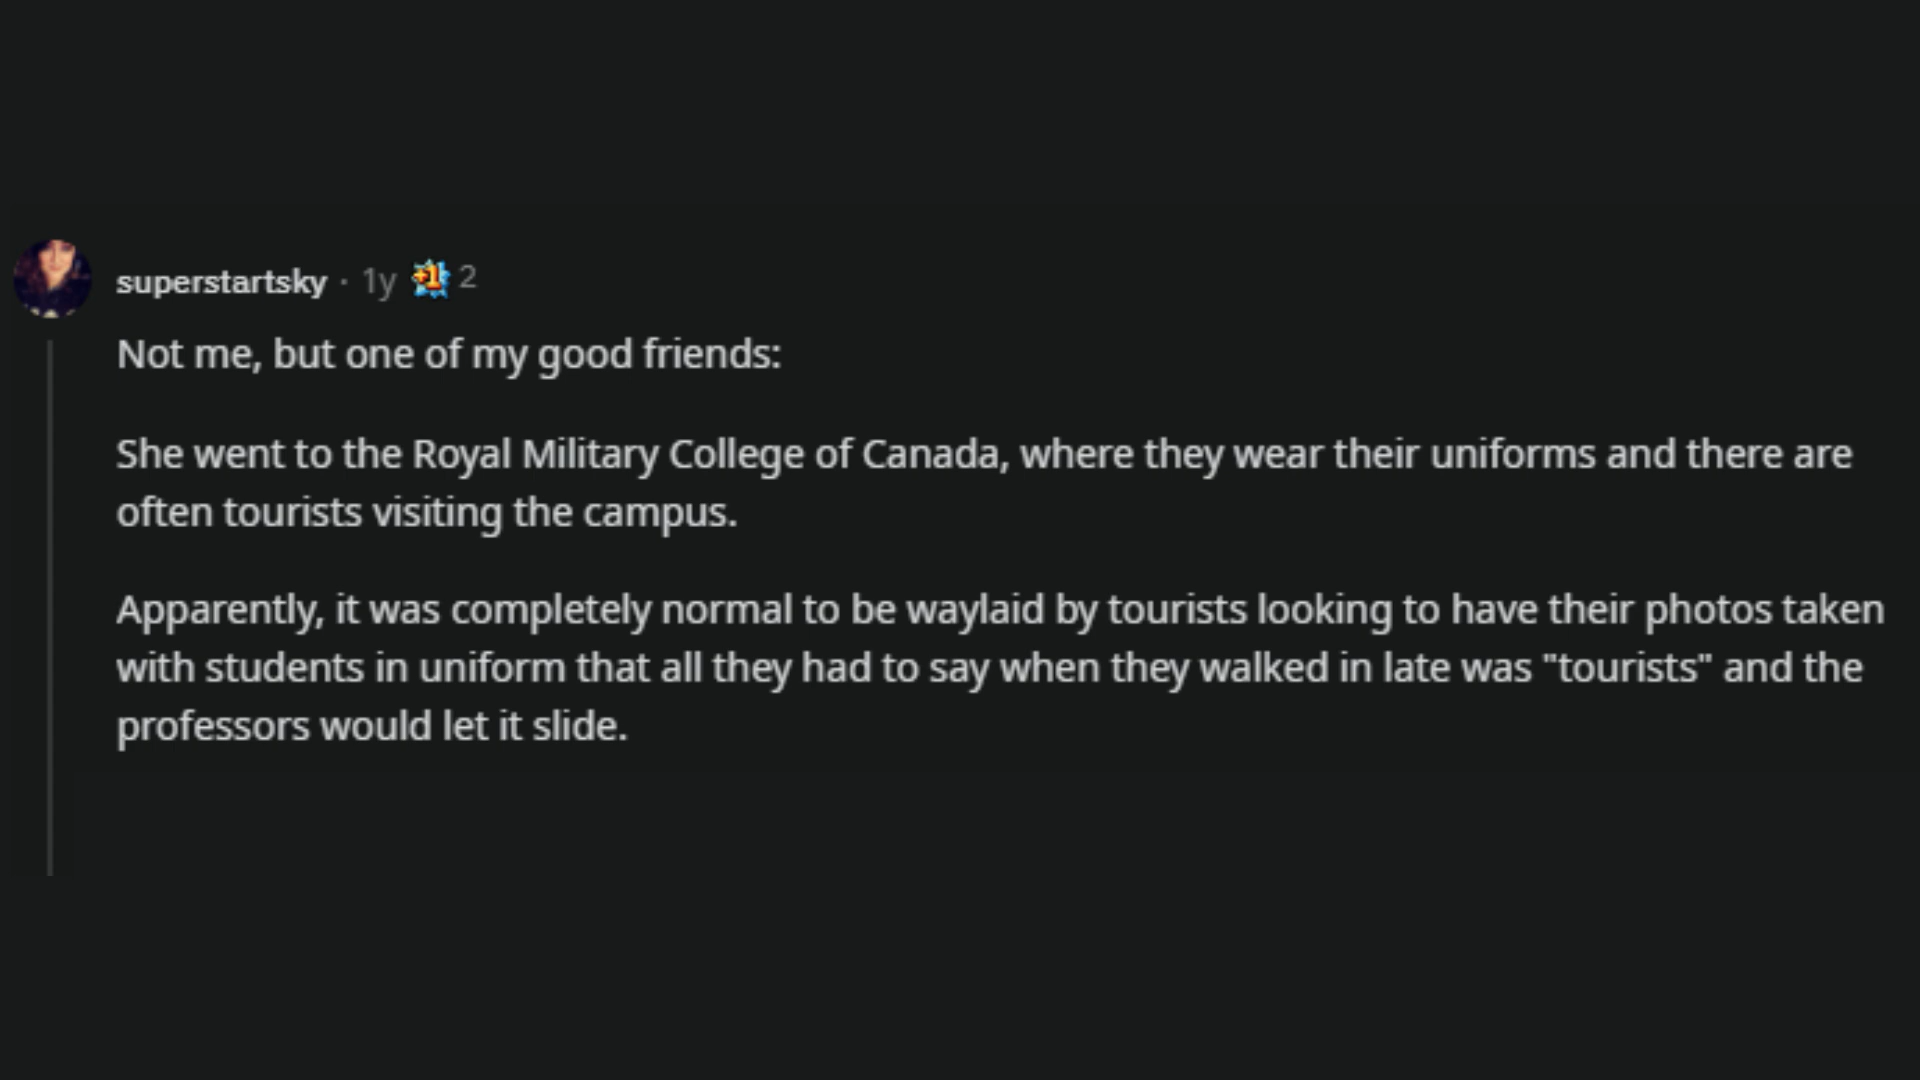 superstartsky · 1y +1 2
Not me, but one of my good friends:
She went to the Royal Military College of Canada, where they wear their uniforms and there are
often tourists visiting the campus.
Apparently, it was completely normal to be waylaid by tourists looking to have their photos taken
with students in uniform that all they had to say when they walked in late was "tourists" and the
professors would let it slide.